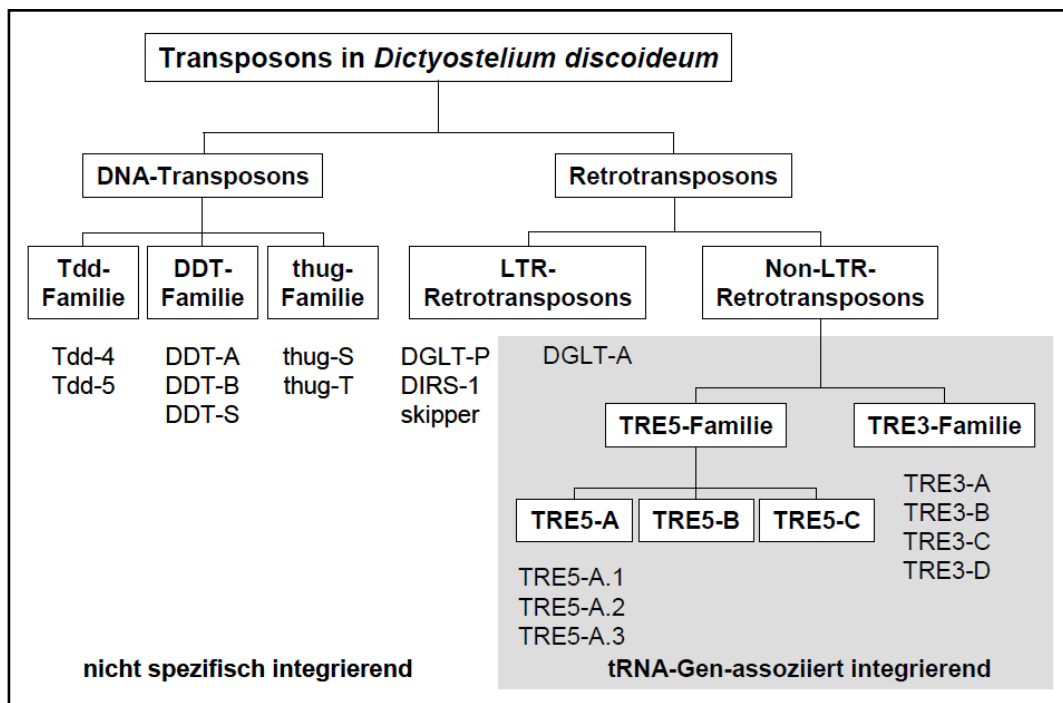 Transposons in Dictyostelium discoideum
DNA-Transposons
Retrotransposons
Tdd-
Familie
DDT-
Familie
thug-
Familie
LTR-
Retrotransposons
Non-LTR-
Retrotransposons
Tdd-4
Tdd-5
DDT-A
DDT-B
DDT-S
thug-S
thug-T
DGLT-P
DIRS-1
skipper
DGLT-A
TRE5-Familie
TRE3-Familie
TRE5-A
TRE5-B
TRE5-C
TRE3-A
TRE3-B
TRE3-C
TRE3-D
TRE5-A.1
TRE5-A.2
TRE5-A.3
nicht spezifisch integrierend
tRNA-Gen-assoziiert integrierend